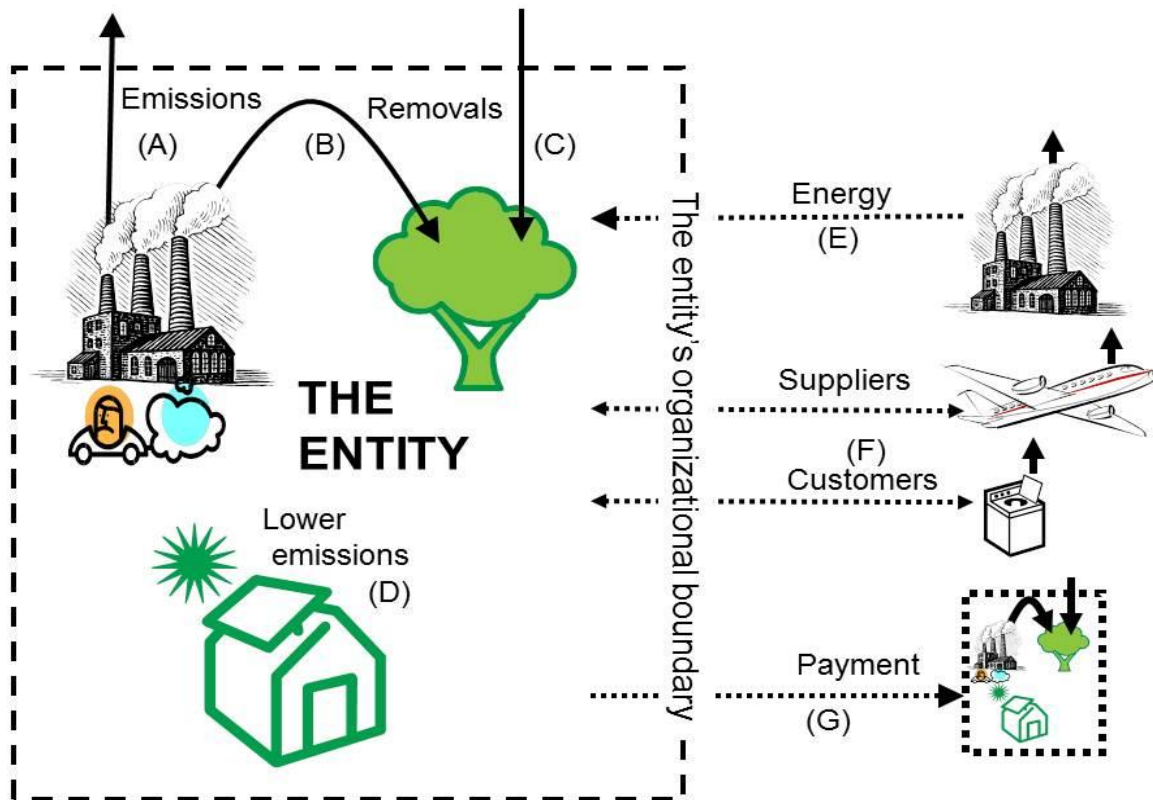 Emissions
(A)
(B)
Removals
(C)
THE
ENTITY
Lower
emissions
(D)
The entity's organizational boundary
Energy
(E)
Suppliers
(F)
Customers
Payment
(G)